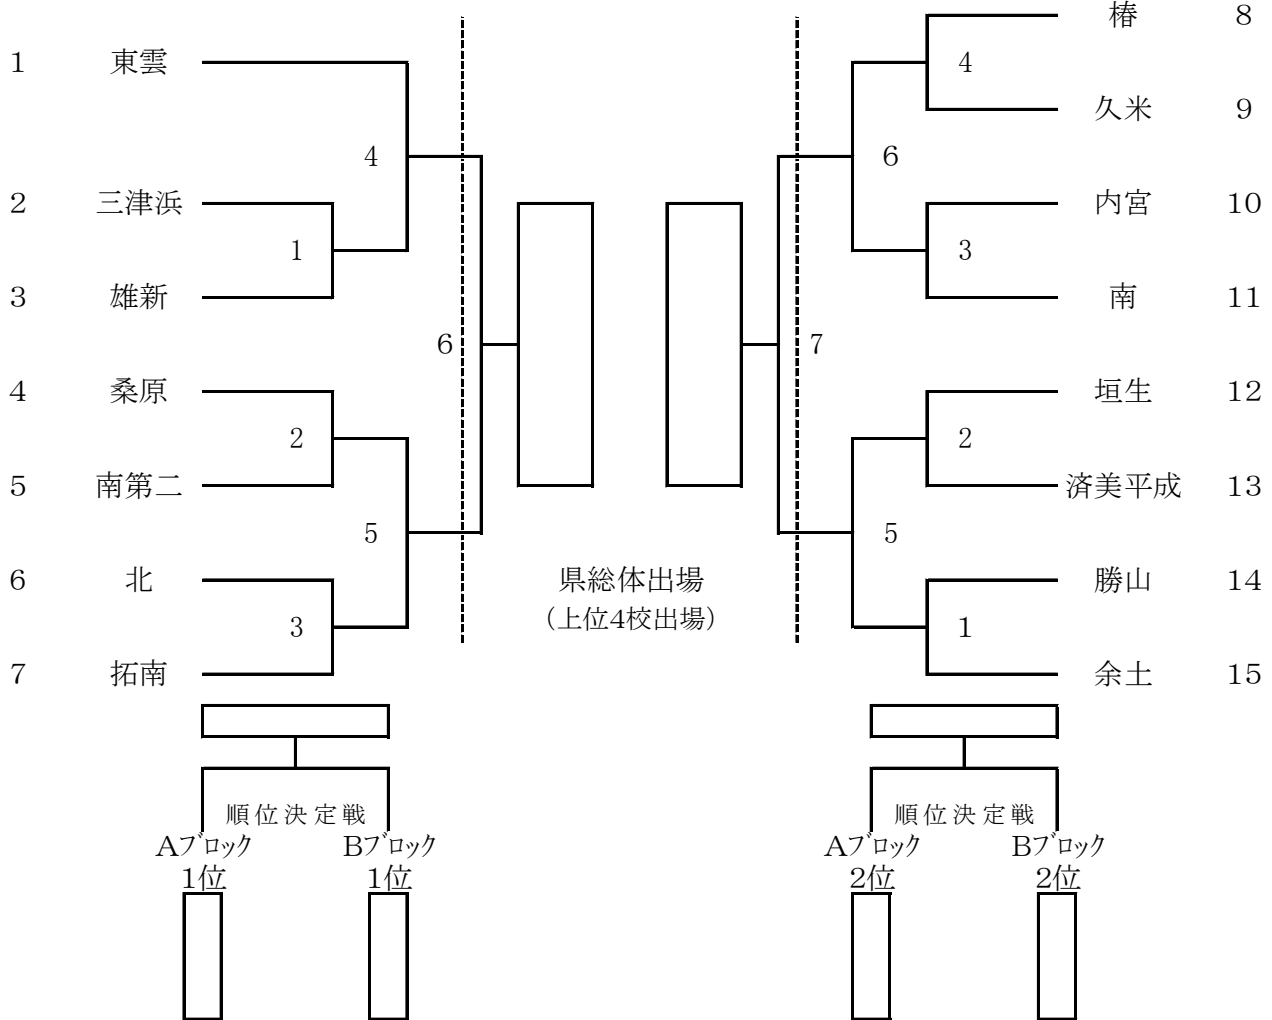 椿 8
1 東雲
4
久米 9
4
6
2 三津浜
内宮 10
1
3
3 雄新
南 11
6
7
4 桑原
垣生 12
2
2
5 南第二
済美平成 13
5
5
6 北
県総体出場
勝山 14
(上位4校出場)
3
1
7 拓南
余土 15
順位決定戦
順位決定戦
Aブロック Bブロック
Aブロック Bブロック
1位 1位
2位 2位